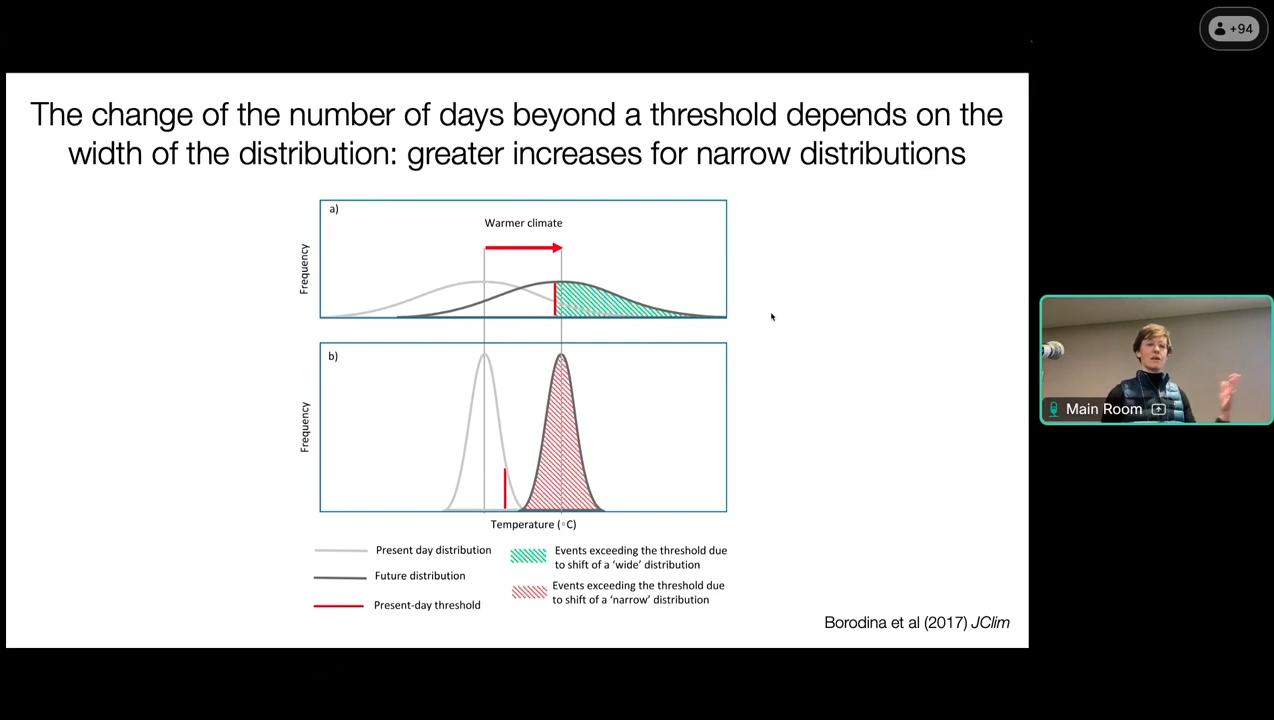 +94
The change of the number of days beyond a threshold depends on the
width of the distribution: greater increases for narrow distributions
a)
Warmer climate
Frequency
b)
Frequency
Temperature (◦C)
Present day distribution
Future distribution
Present-day threshold
Events exceeding the threshold due
to shift of a ‘wide’ distribution
Events exceeding the threshold due
to shift of a ‘narrow’ distribution
Borodina et al (2017) JClim
Main Room